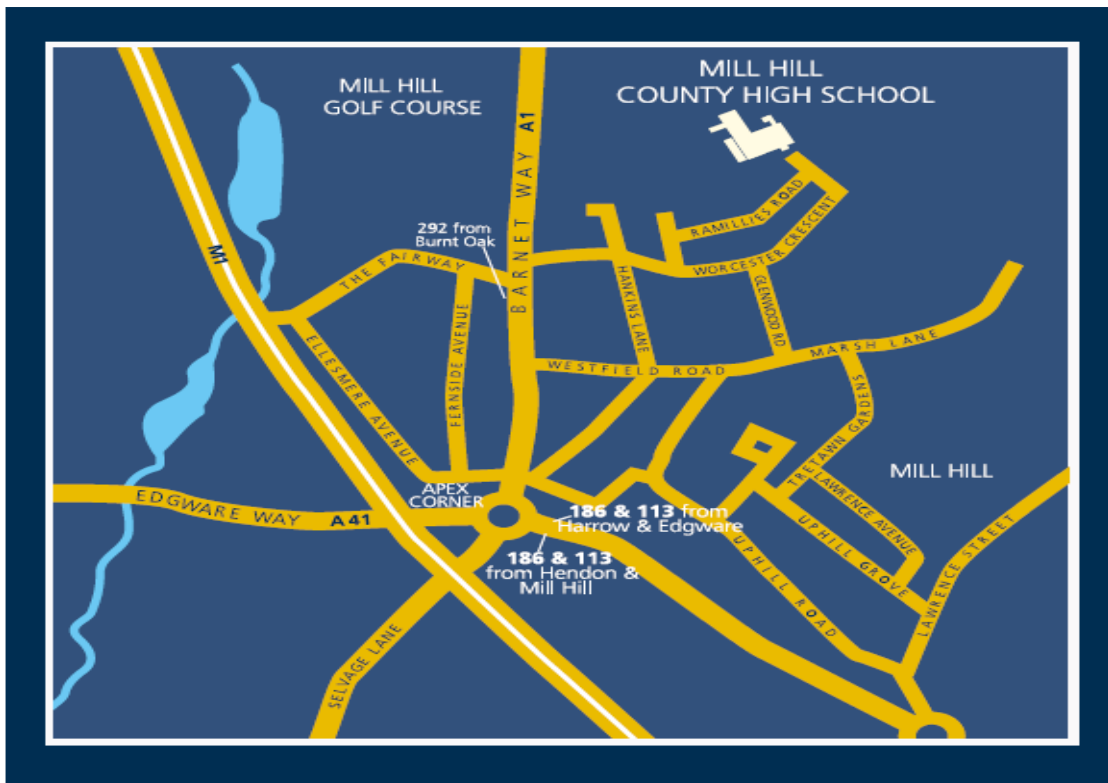 MILL HILL
GOLF COURSE
MILL HILL
COUNTY HIGH SCHOOL
BARNET WAY A1
RAMILLIES ROAD
WORCESTER CRESCENT
292 from
Burnt Oak
M1
THE FAIRWAY
HANKINS LANE
GLENWOOD RD
ELLESMERE AVENUE
FERNSIDE AVENUE
WESTFIELD ROAD
MARSH LANE
TRETAWN GARDENS
MILL HILL
LAWRENCE AVENUE
APEX
CORNER
EDGWARE WAY A41
186 & 113 from
Harrow & Edgware
186 & 113
from Hendon &
Mill Hill
UPHILL GROVE
UPHILL ROAD
LAWRENCE STREET
SELVAGE LANE